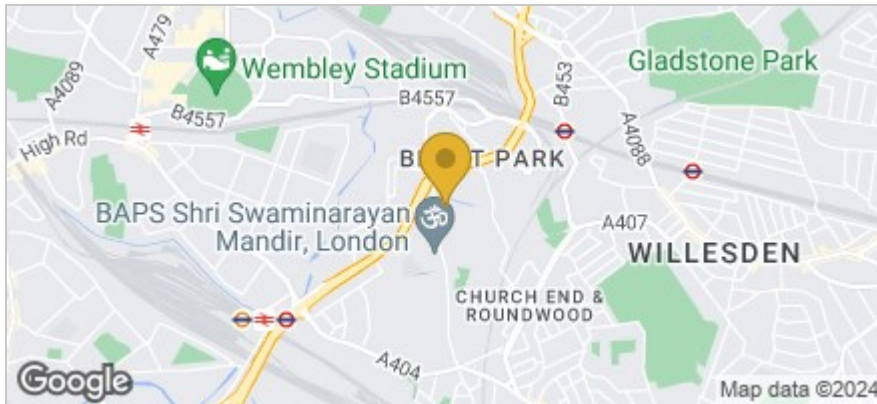 A479
A4089
Wembley Stadium
B4557
B4557
High Rd
B453
Gladstone Park
A4088
PARK
BAPS Shri Swaminarayan
Mandir, London
A407
WILLESDEN
CHURCH END &
ROUNDWOOD
A404
Google
Map data ©2024